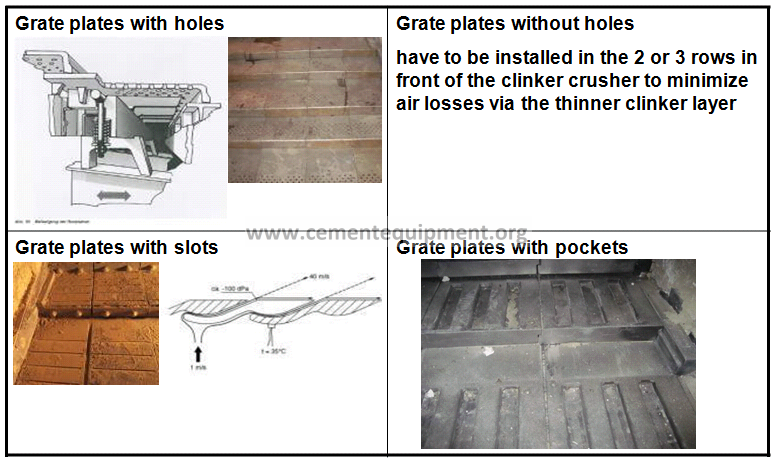 Grate plates with holes
Grate plates without holes
have to be installed in the 2 or 3 rows in
front of the clinker crusher to minimize
air losses via the thinner clinker layer
www.cementequipment.org
Grate plates with slots
Grate plates with pockets
ca. -100 dPa
40 m/s
t = 35°C
1 m/s